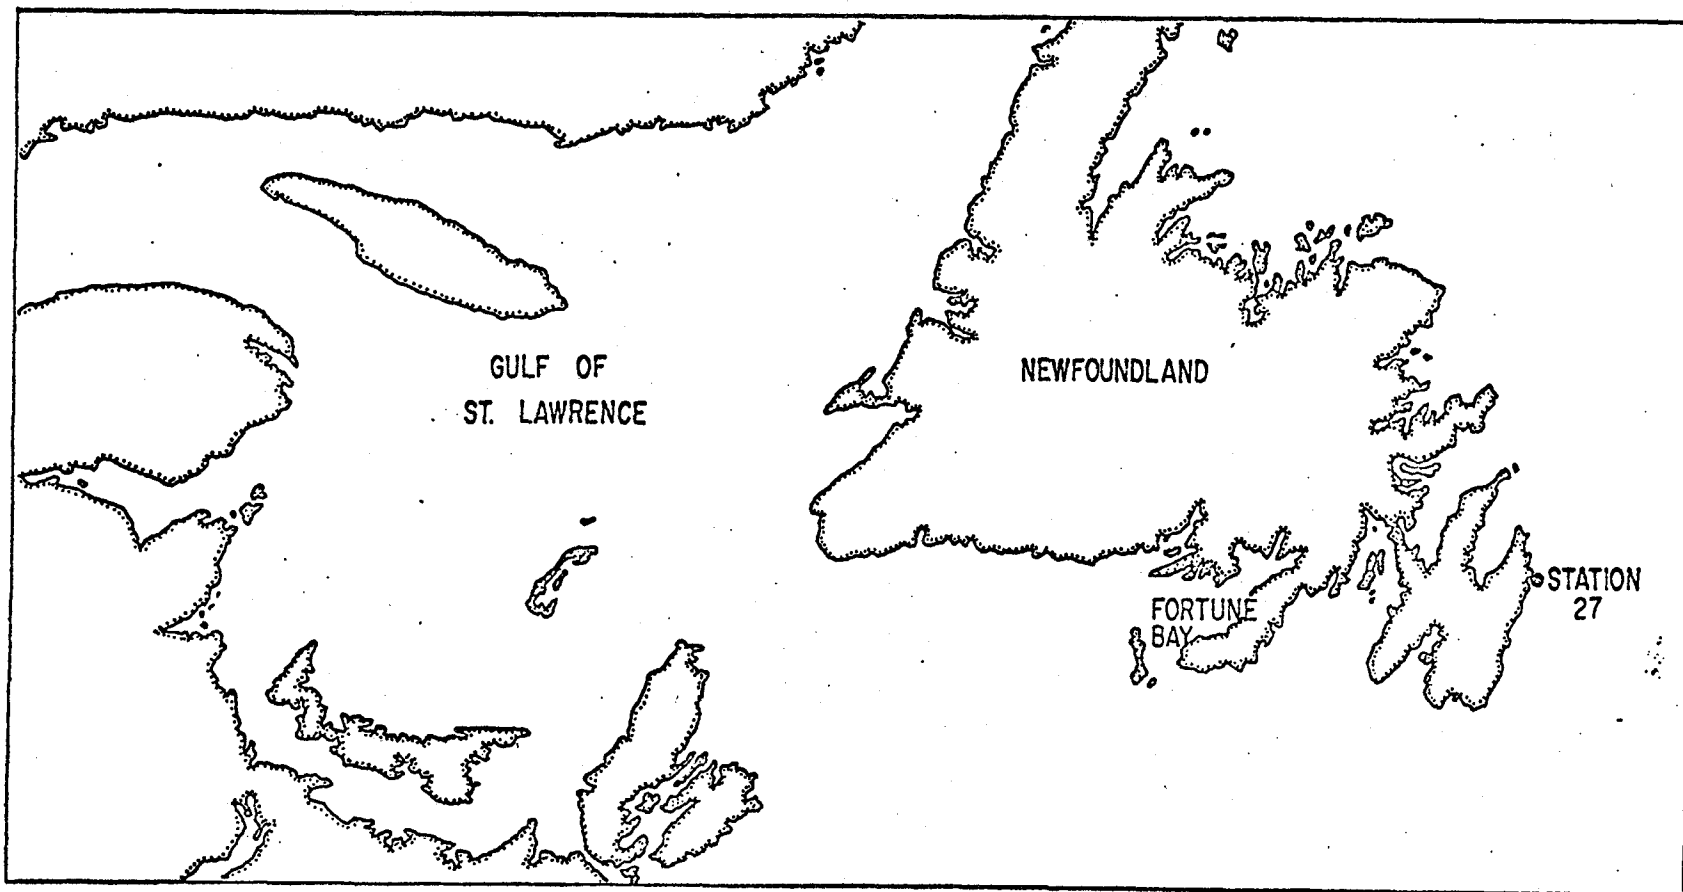 GULF OF
ST. LAWRENCE
NEWFOUNDLAND
STATION
27
FORTUNE
BAY